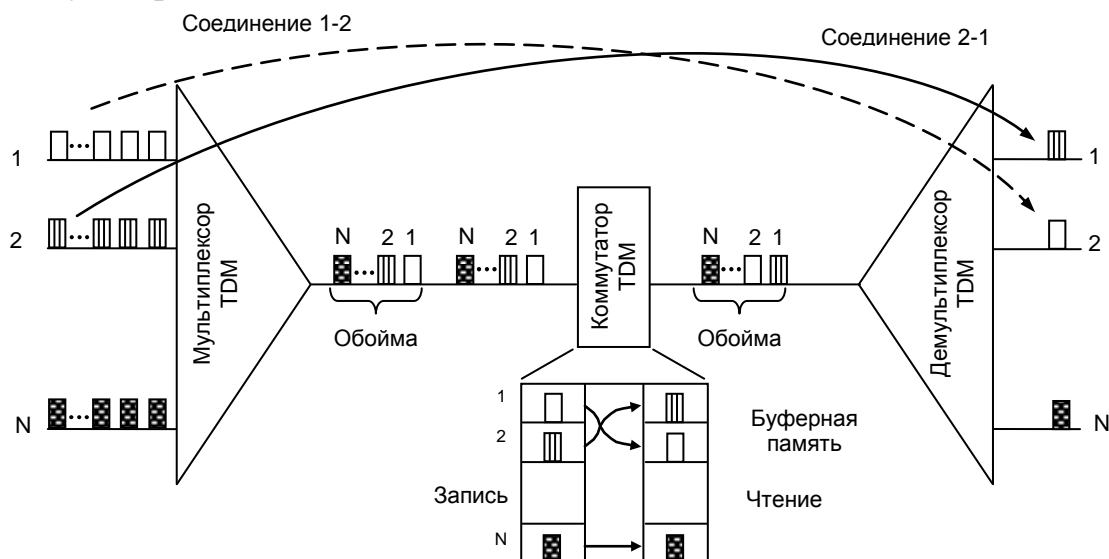 Соединение 1-2
Соединение 2-1
1
2
N
Мультиплексор
TDM
N ... 2 1
Обойма
N ... 2 1
Коммутатор
TDM
N ... 2 1
Обойма
Демультиплексор
TDM
1
2
N
1
2
Запись
N
Буферная
память
Чтение